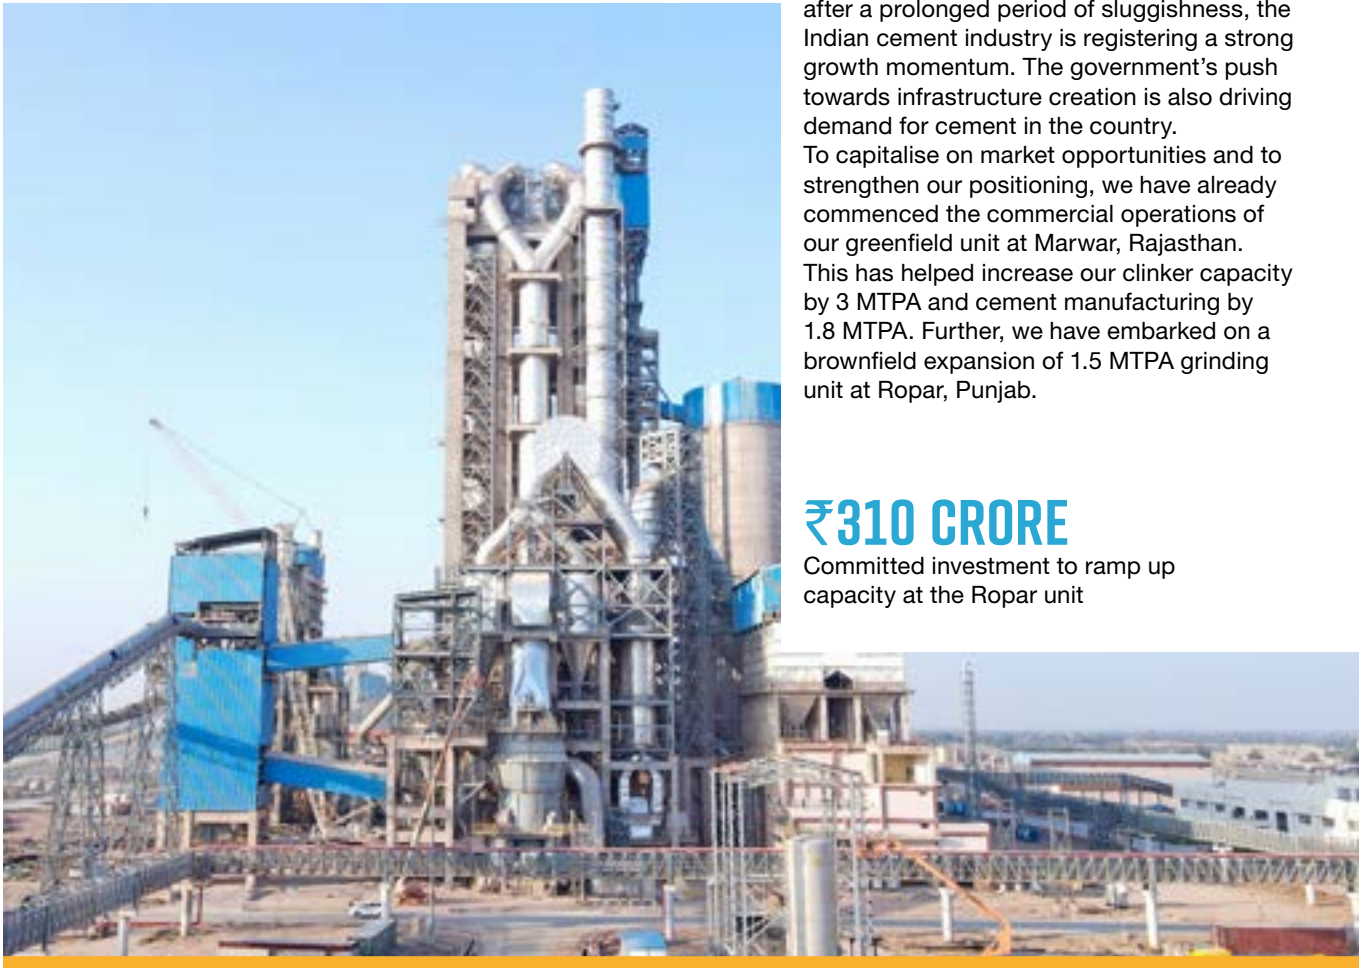 after a prolonged period of sluggishness, the
Indian cement industry is registering a strong
growth momentum. The government’s push
towards infrastructure creation is also driving
demand for cement in the country.
To capitalise on market opportunities and to
strengthen our positioning, we have already
commenced the commercial operations of
our greenfield unit at Marwar, Rajasthan.
This has helped increase our clinker capacity
by 3 MTPA and cement manufacturing by
1.8 MTPA. Further, we have embarked on a
brownfield expansion of 1.5 MTPA grinding
unit at Ropar, Punjab.
₹310 CRORE
Committed investment to ramp up
capacity at the Ropar unit